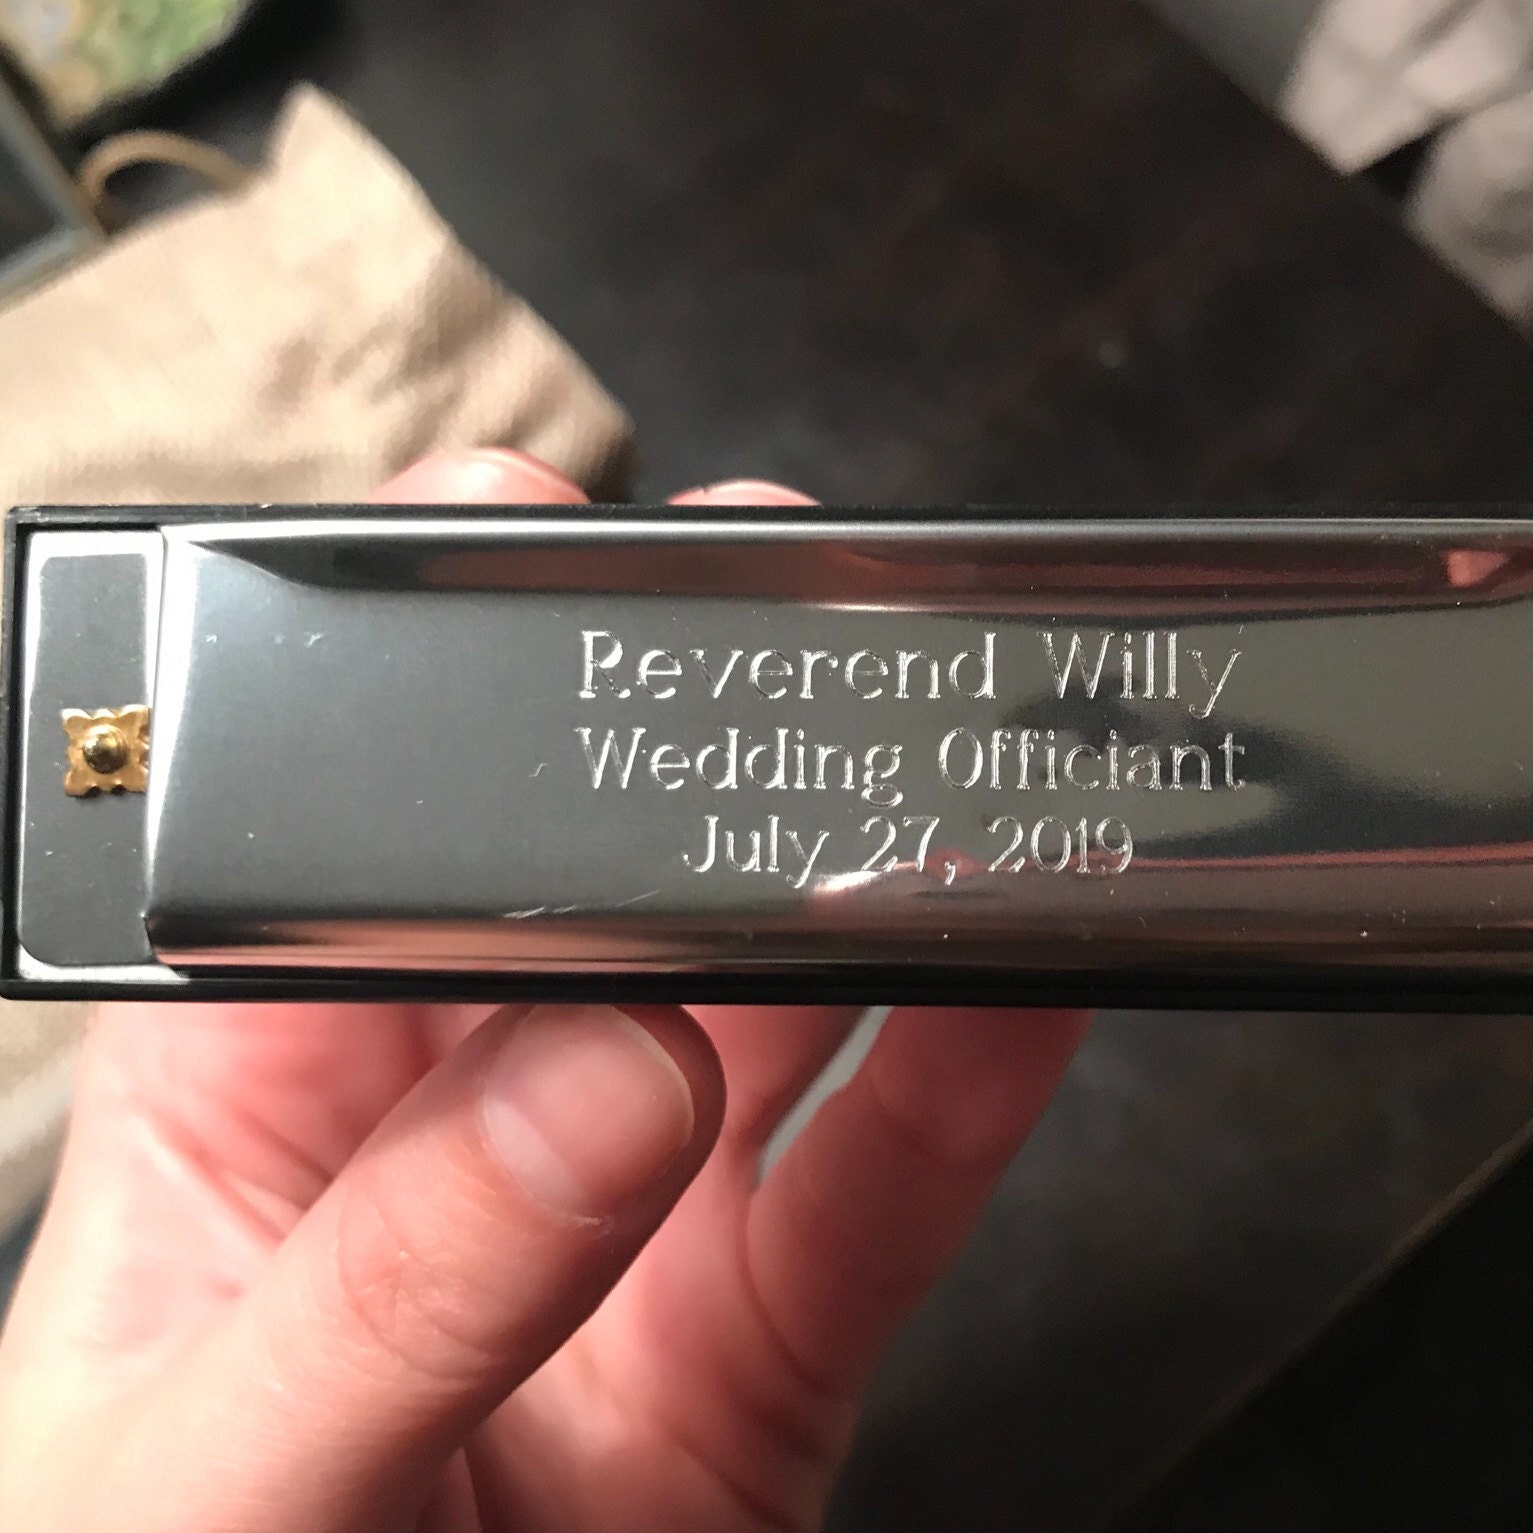 Reverend Willy
Wedding Officiant
July 27, 2019